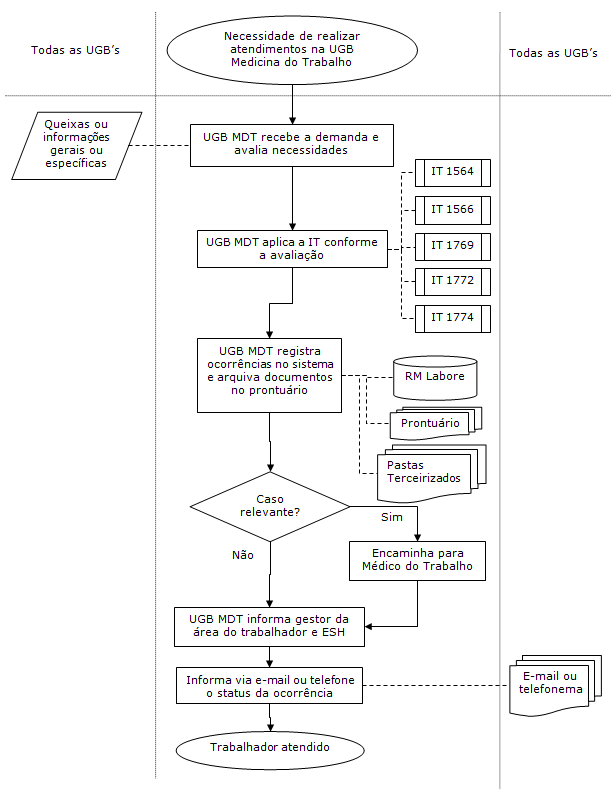 Todas as UGB's
Necessidade de realizar
atendimentos na UGB
Medicina do Trabalho
Todas as UGB's
Queixas ou
informações
gerais ou
específicas
UGB MDT recebe a demanda e
avalia necessidades
IT 1564
IT 1566
UGB MDT aplica a IT conforme
a avaliação
IT 1769
IT 1772
IT 1774
UGB MDT registra
ocorrências no sistema
e arquiva documentos
no prontuário
RM Labore
Prontuário
Pastas
Terceirizados
Caso
relevante?
Sim
Não
Encaminha para
Médico do Trabalho
UGB MDT informa gestor da
área do trabalhador e ESH
Informa via e-mail ou telefone
o status da ocorrência
E-mail ou
telefonema
Trabalhador atendido